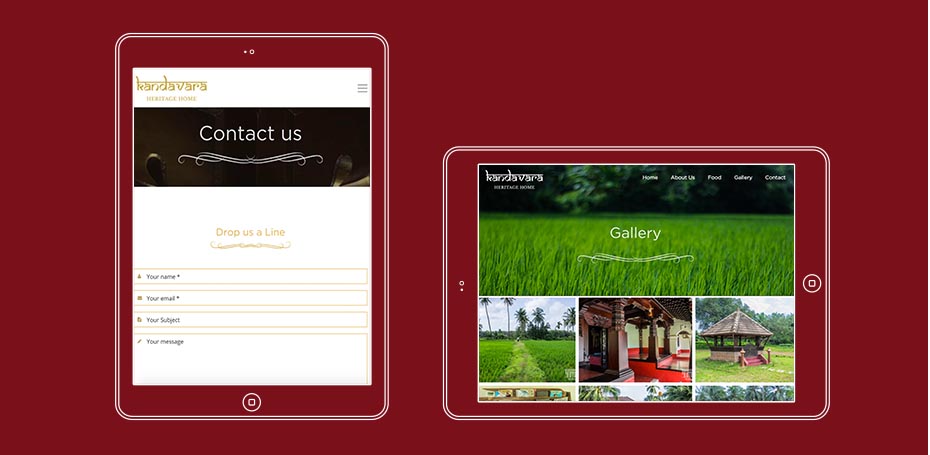 kandavara
HERITAGE HOME
Contact us
Drop us a Line
Your name *
Your email *
Your Subject
Your message
kandavara
HERITAGE HOME
Home About Us Food Gallery Contact
Gallery